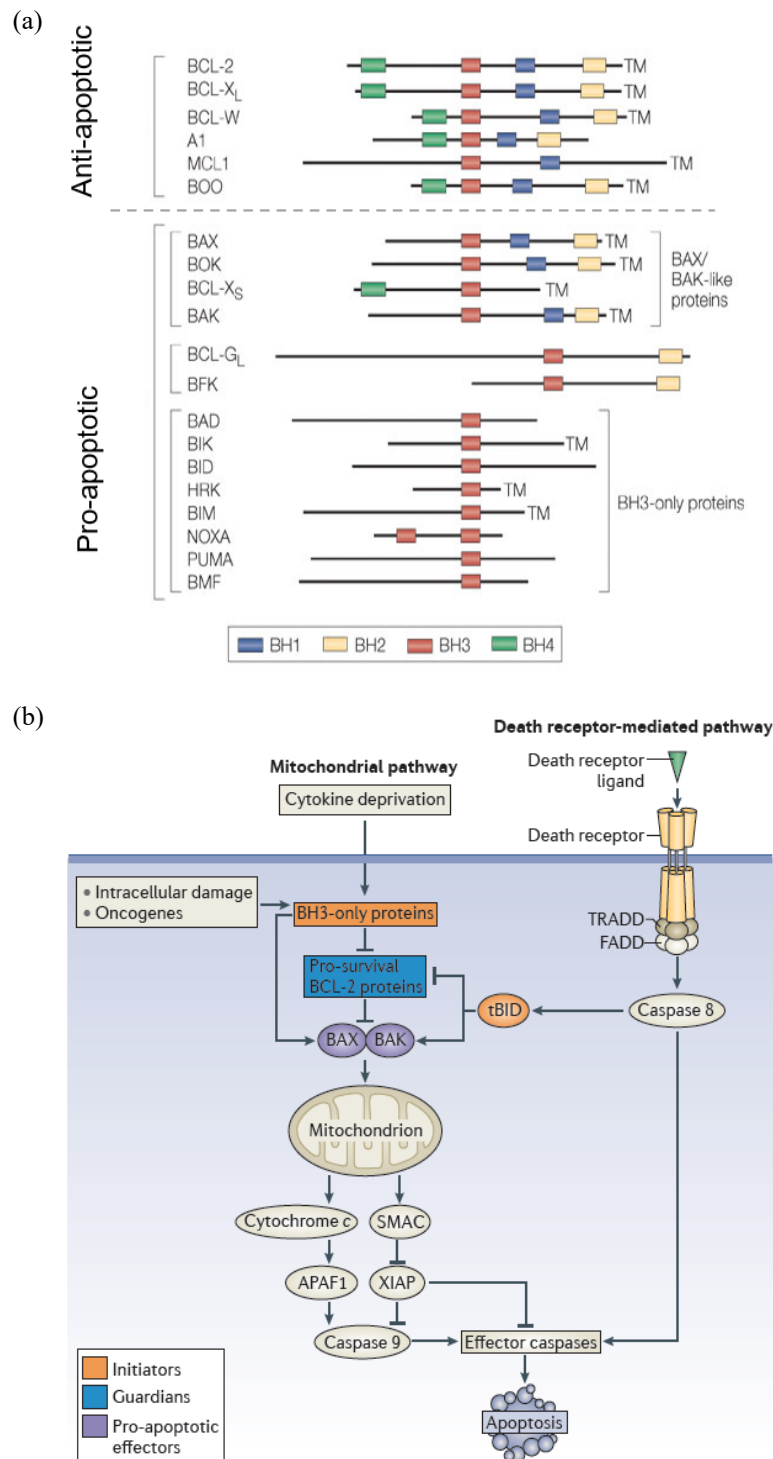 (a)
Anti-apoptotic
BCL-2 TM
BCL-XL TM
BCL-W TM
A1
MCL1 TM
BOO TM
Pro-apoptotic
BAX TM
BOK TM
BCL-XS TM
BAK TM
BAX/
BAK-like
proteins
BCL-GL
BFK
BAD
BIK TM
BID
HRK TM
BIM TM
NOXA
PUMA
BMF
BH3-only proteins
BH1 BH2 BH3 BH4
(b)
Death receptor-mediated pathway
Death receptor
ligand
Mitochondrial pathway
Cytokine deprivation
Death receptor
• Intracellular damage
• Oncogenes
BH3-only proteins
TRADD
FADD
Pro-survival
BCL-2 proteins
tBID
Caspase 8
BAX BAK
Mitochondrion
Cytochrome c
SMAC
APAF1
XIAP
Caspase 9
Effector caspases
Initiators
Guardians
Pro-apoptotic
effectors
Apoptosis